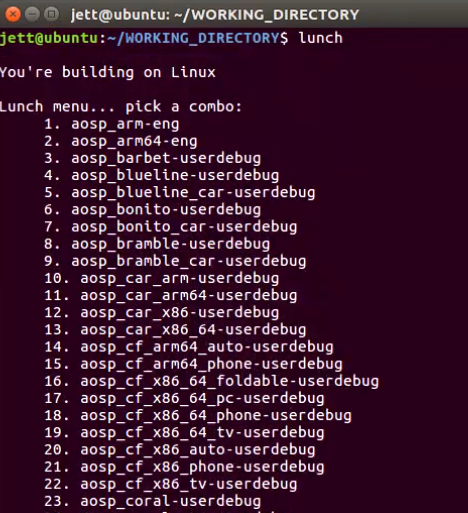 jett@ubuntu: ~/WORKING_DIRECTORY
jett@ubuntu:~/WORKING_DIRECTORY$ lunch
You're building on Linux
Lunch menu... pick a combo:
1. aosp_arm-eng
2. aosp_arm64-eng
3. aosp_barbet-userdebug
4. aosp_blueline-userdebug
5. aosp_blueline_car-userdebug
6. aosp_bonito-userdebug
7. aosp_bonito_car-userdebug
8. aosp_bramble-userdebug
9. aosp_bramble_car-userdebug
10. aosp_car_arm-userdebug
11. aosp_car_arm64-userdebug
12. aosp_car_x86-userdebug
13. aosp_car_x86_64-userdebug
14. aosp_cf_arm64_auto-userdebug
15. aosp_cf_arm64_phone-userdebug
16. aosp_cf_x86_64_foldable-userdebug
17. aosp_cf_x86_64_pc-userdebug
18. aosp_cf_x86_64_phone-userdebug
19. aosp_cf_x86_64_tv-userdebug
20. aosp_cf_x86_auto-userdebug
21. aosp_cf_x86_phone-userdebug
22. aosp_cf_x86_tv-userdebug
23. aosp_coral-userdebug